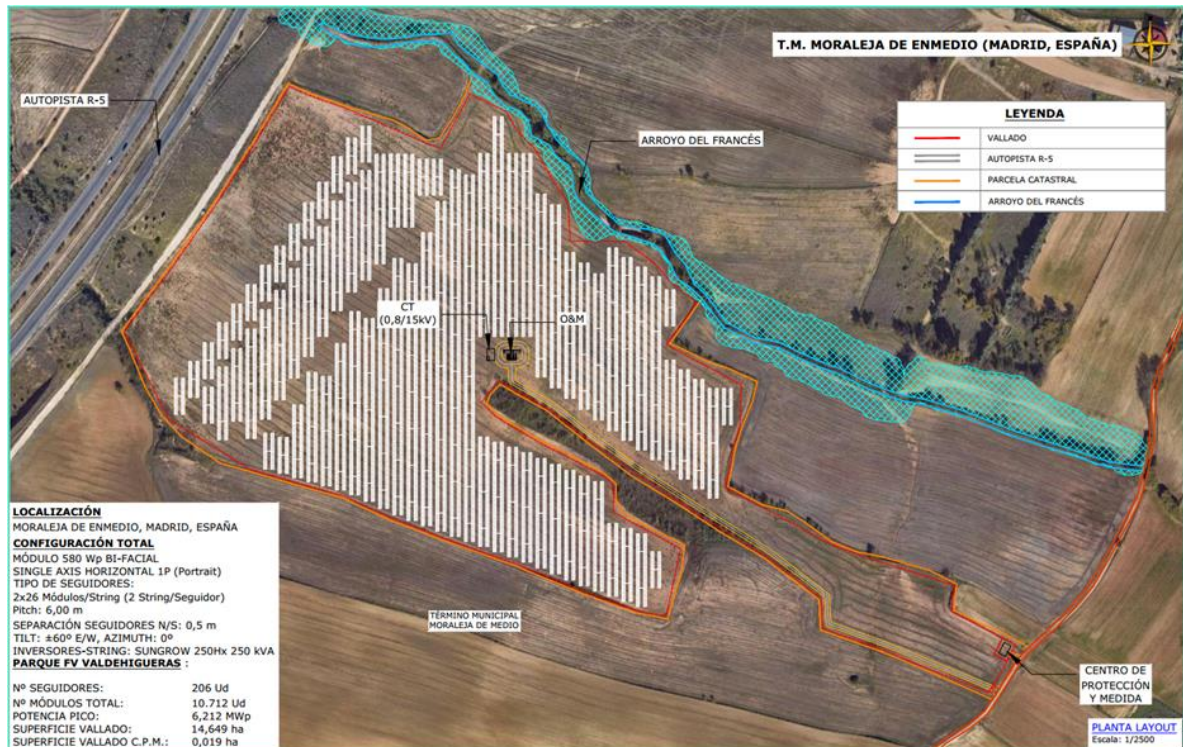 T.M. MORALEJA DE ENMEDIO (MADRID, ESPAÑA)
AUTOPISTA R-5
ARROYO DEL FRANCÉS
LEYENDA
VALLADO
AUTOPISTA R-5
PARCELA CATASTRAL
ARROYO DEL FRANCÉS
CT
(0,8/15kV)
O&M
LOCALIZACIÓN
MORALEJA DE ENMEDIO, MADRID, ESPAÑA
CONFIGURACIÓN TOTAL
MÓDULO 580 Wp BI-FACIAL
SINGLE AXIS HORIZONTAL 1P (Portrait)
TIPO DE SEGUIDORES:
2x26 Módulos/String (2 String/Seguidor)
Pitch: 6,00 m
SEPARACIÓN SEGUIDORES N/S: 0,5 m
TILT: ±60º E/W, AZIMUTH: 0º
INVERSORES-STRING: SUNGROW 250Hx 250 kVA
PARQUE FV VALDEHIGUERAS :
Nº SEGUIDORES: 206 Ud
Nº MÓDULOS TOTAL: 10.712 Ud
POTENCIA PICO: 6,212 MWp
SUPERFICIE VALLADO: 14,649 ha
SUPERFICIE VALLADO C.P.M.: 0,019 ha
TÉRMINO MUNICIPAL
MORALEJA DE MEDIO
CENTRO DE
PROTECCIÓN
Y MEDIDA
PLANTA LAYOUT
Escala: 1/2500